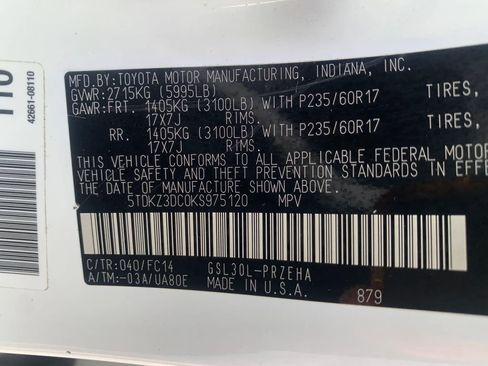 110
42661-08110
MFD. BY: TOYOTA MOTOR MANUFACTURING, INDIANA, INC.
GVWR: 2715KG (5995LB)
GAWR: FRT. 1405KG (3100LB) WITH P235/60R17 TIRES,
17X7J RIMS.
RR. 1405KG (3100LB) WITH P235/60R17 TIRES,
17X7J RIMS.
THIS VEHICLE CONFORMS TO ALL APPLICABLE FEDERAL MOTOR
VEHICLE SAFETY AND THEFT PREVENTION STANDARDS IN EFFE
MANUFACTURE SHOWN ABOVE.
5TDKZ3DC0KS975120 MPV
C/TR: 040/FC14 GSL30L-PRZEHA
A/TM: -03A/UA80E MADE IN U.S.A.
879